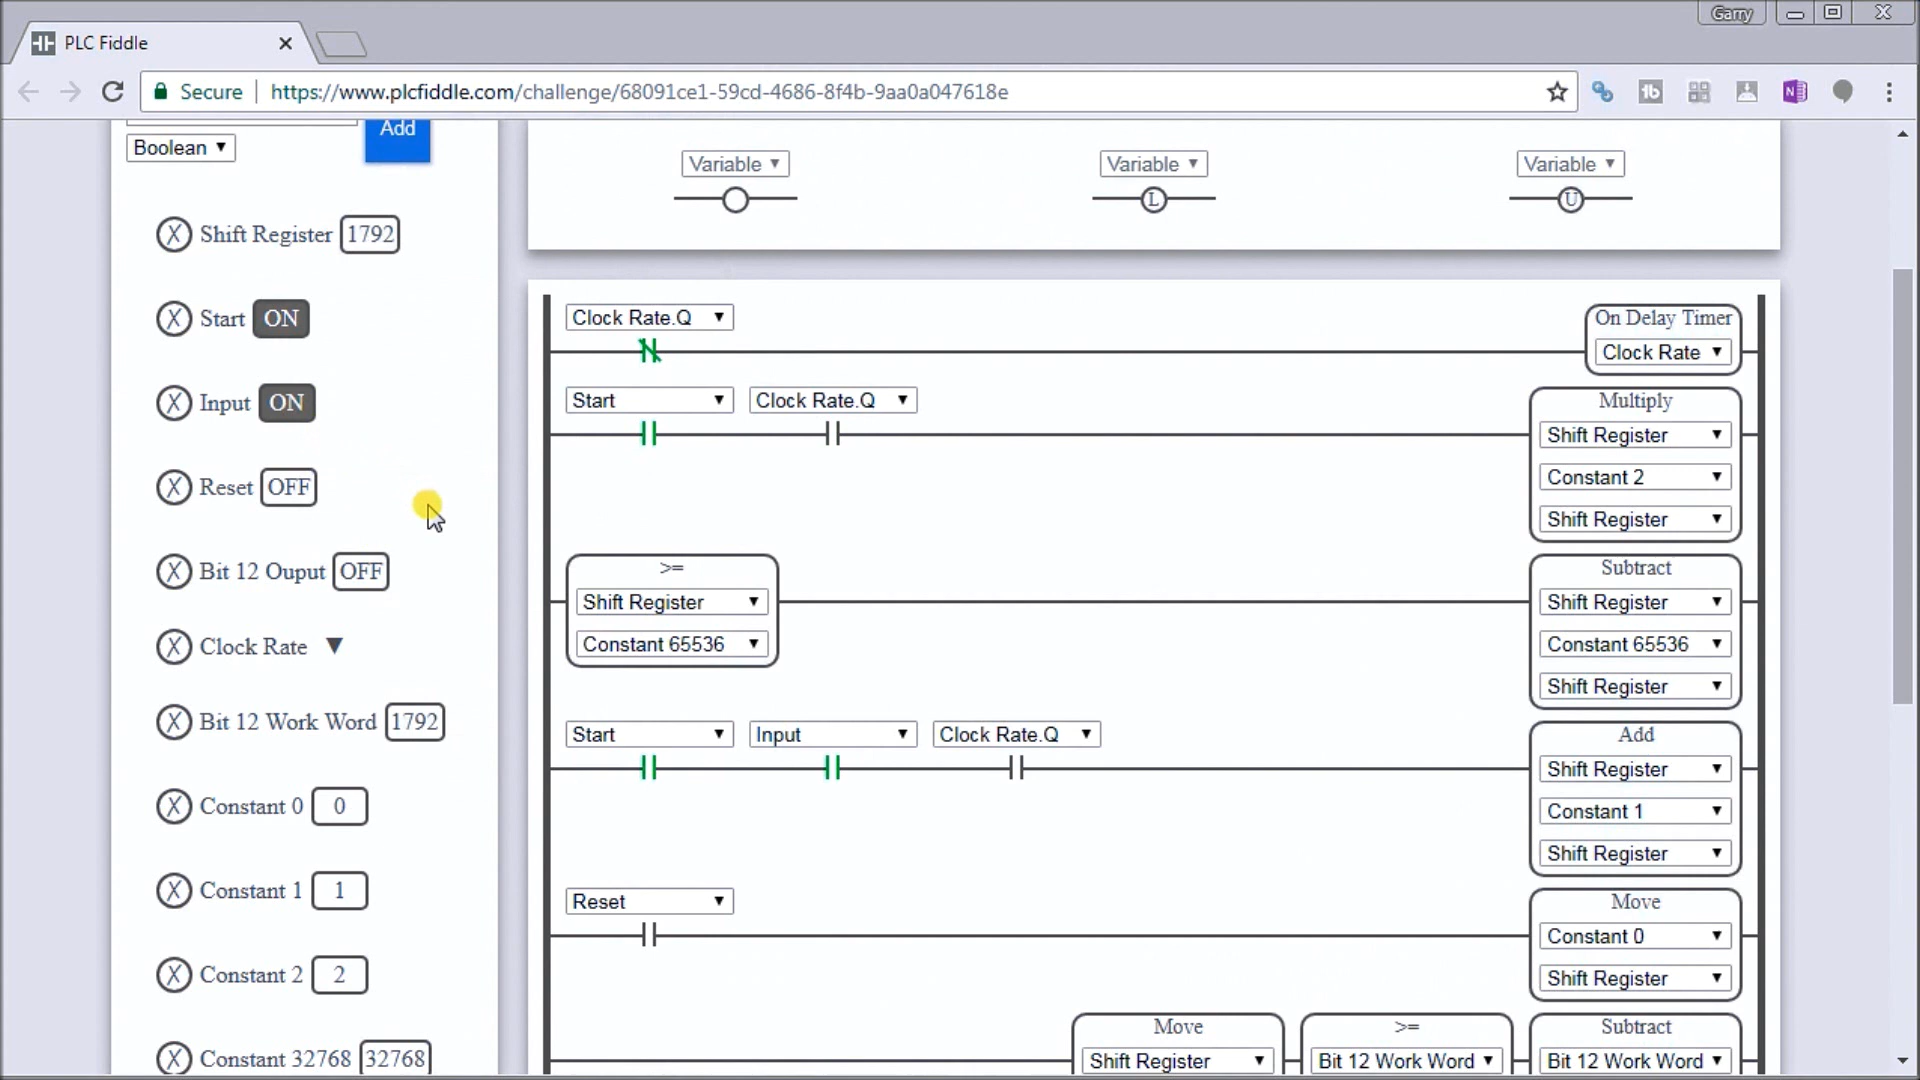 Garry
PLC Fiddle
Secure https://www.plcfiddle.com/challenge/68091ce1-59cd-4686-8f4b-9aa0a047618e
Add
Boolean
Variable Variable Variable
L U
X Shift Register 1792
X Start ON
X Input ON
X Reset OFF
X Bit 12 Ouput OFF
X Clock Rate
X Bit 12 Work Word 1792
X Constant 0 0
X Constant 1 1
X Constant 2 2
X Constant 32768 32768
Clock Rate.Q
On Delay Timer
Clock Rate
Start Clock Rate.Q
Multiply
Shift Register
Constant 2
Shift Register
>=
Shift Register
Constant 65536
Subtract
Shift Register
Constant 65536
Shift Register
Start Input Clock Rate.Q
Add
Shift Register
Constant 1
Shift Register
Reset
Move
Constant 0
Shift Register
Move
Shift Register
>=
Bit 12 Work Word
Subtract
Bit 12 Work Word